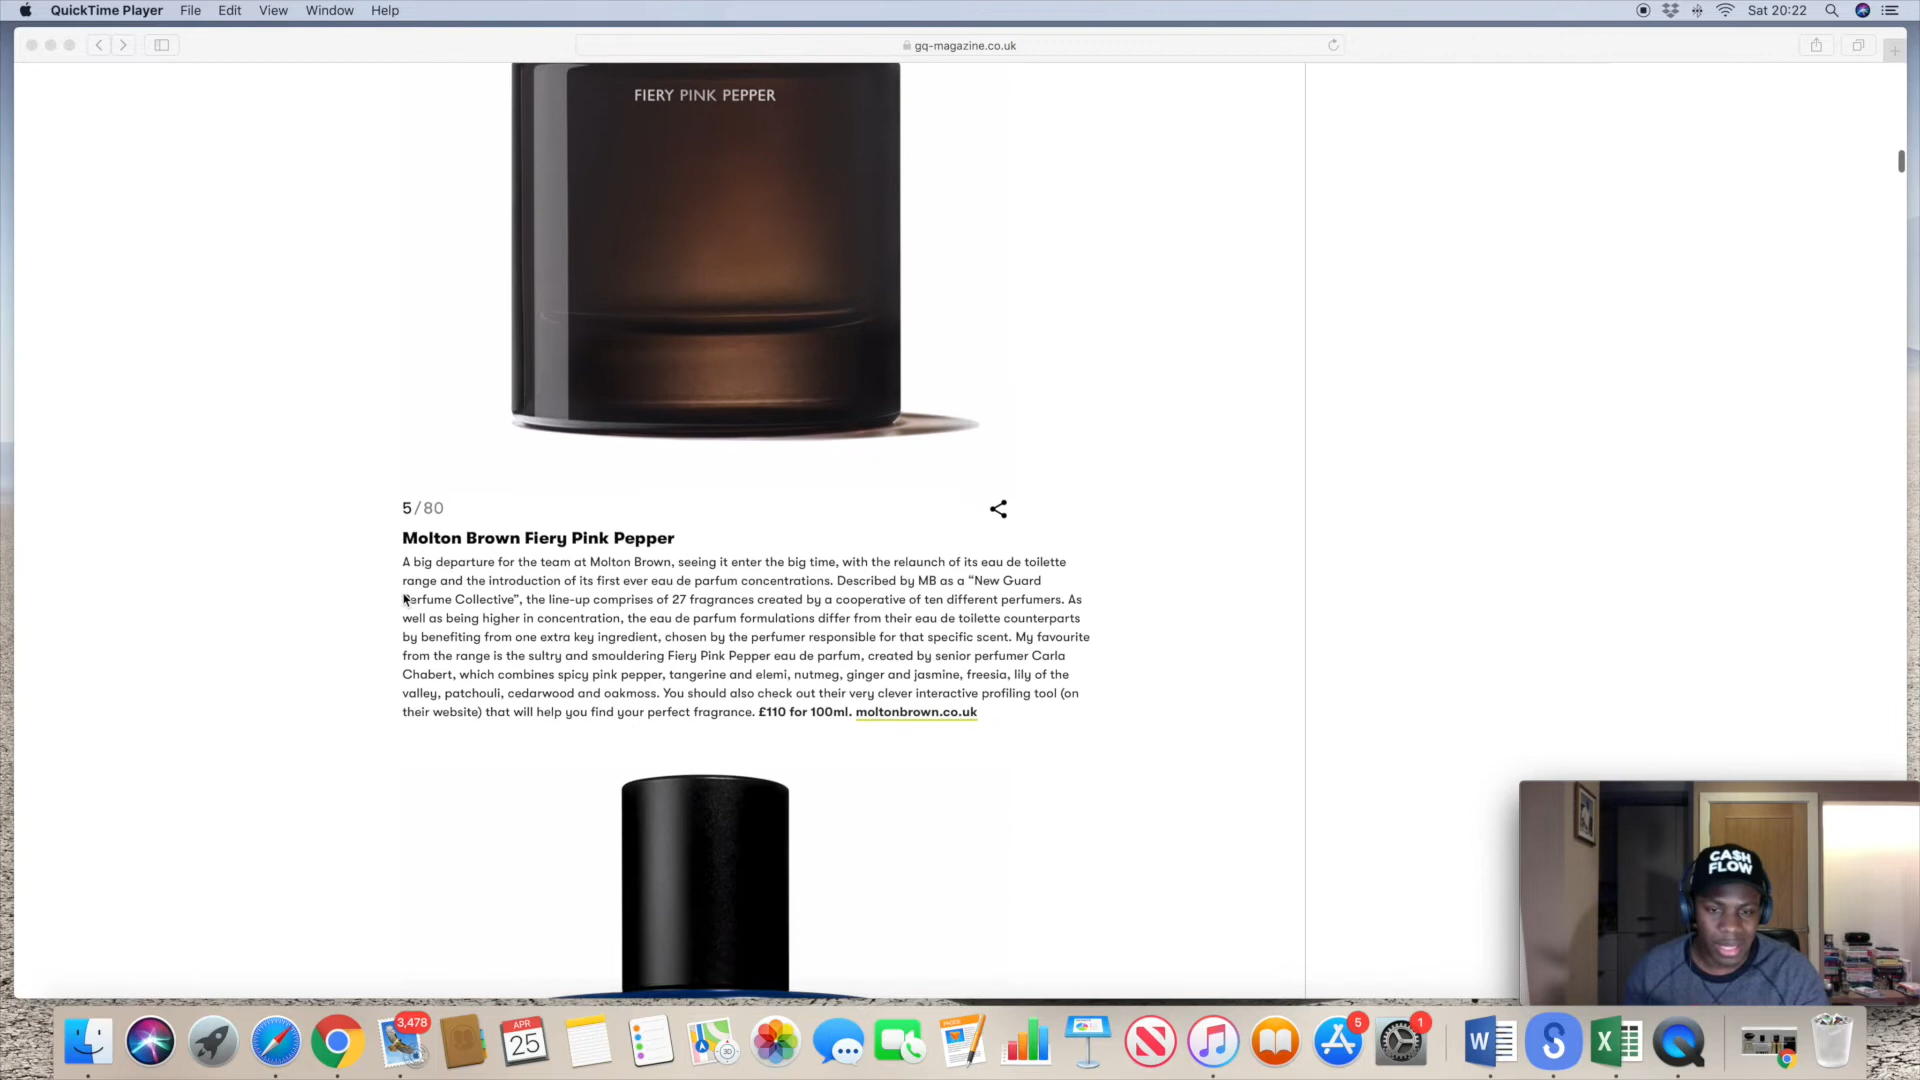 QuickTime Player File Edit View Window Help Sat 20:22
gq-magazine.co.uk
FIERY PINK PEPPER
5/80
Molton Brown Fiery Pink Pepper
A big departure for the team at Molton Brown, seeing it enter the big time, with the relaunch of its eau de toilette
range and the introduction of its first ever eau de parfum concentrations. Described by MB as a “New Guard
Perfume Collective”, the line-up comprises of 27 fragrances created by a cooperative of ten different perfumers. As
well as being higher in concentration, the eau de parfum formulations differ from their eau de toilette counterparts
by benefiting from one extra key ingredient, chosen by the perfumer responsible for that specific scent. My favourite
from the range is the sultry and smouldering Fiery Pink Pepper eau de parfum, created by senior perfumer Carla
Chabert, which combines spicy pink pepper, tangerine and elemi, nutmeg, ginger and jasmine, freesia, lily of the
valley, patchouli, cedarwood and oakmoss. You should also check out their very clever interactive profiling tool (on
their website) that will help you find your perfect fragrance. £110 for 100ml. moltonbrown.co.uk
CA$H
FLOW
3,478
APR
25
PAGES
3D
5
1
W
S
X